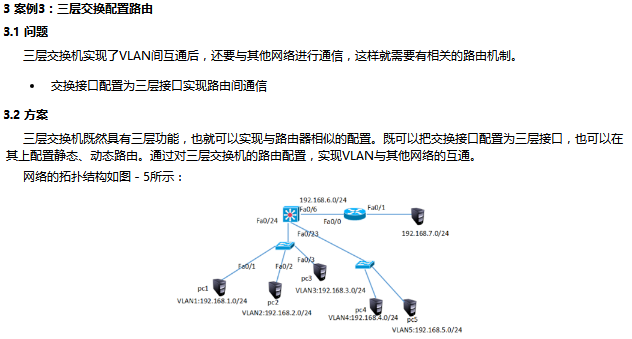 3 案例3：三层交换配置路由
3.1 问题
三层交换机实现了VLAN间互通后，还要与其他网络进行通信，这样就需要有相关的路由机制。
• 交换接口配置为三层接口实现路由间通信
3.2 方案
三层交换机既然具有三层功能，也就可以实现与路由器相似的配置。既可以把交换接口配置为三层接口，也可以在
其上配置静态、动态路由。通过对三层交换机的路由配置，实现VLAN与其他网络的互通。
网络的拓扑结构如图－5所示：
192.168.6.0/24
Fa0/6
Fa0/1
Fa0/24
Fa0/0
Fa0/23
192.168.7.0/24
Fa0/1
Fa0/2
Fa0/3
pc1
pc3
VLAN1:192.168.1.0/24
pc2
VLAN3:192.168.3.0/24
VLAN2:192.168.2.0/24
pc4
VLAN4:192.168.4.0/24
pc5
VLAN5:192.168.5.0/24